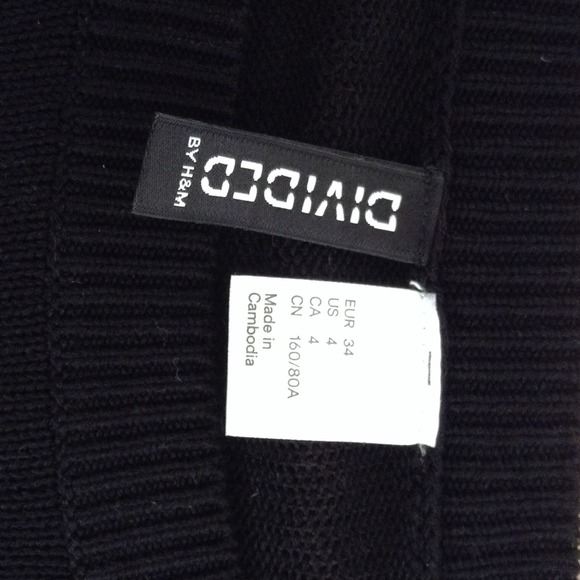 DIVIDED
BY H&M
EUR 34
US 4
CA 4
CN 160/80A
Made in
Cambodia